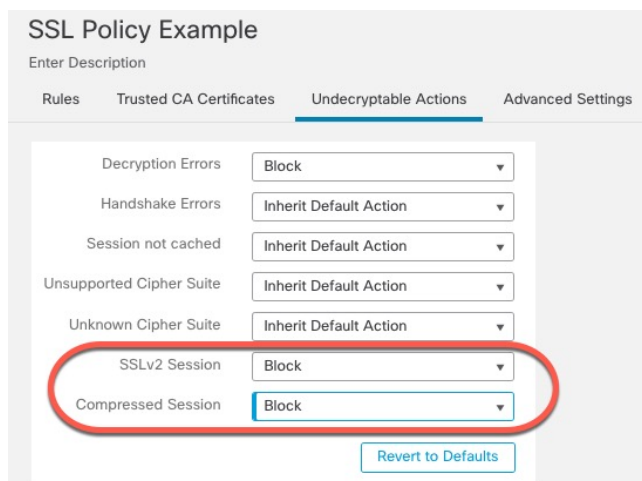 SSL Policy Example
Enter Description
Rules Trusted CA Certificates Undecryptable Actions Advanced Settings
Decryption Errors Block
Handshake Errors Inherit Default Action
Session not cached Inherit Default Action
Unsupported Cipher Suite Inherit Default Action
Unknown Cipher Suite Inherit Default Action
SSLv2 Session Block
Compressed Session Block
Revert to Defaults